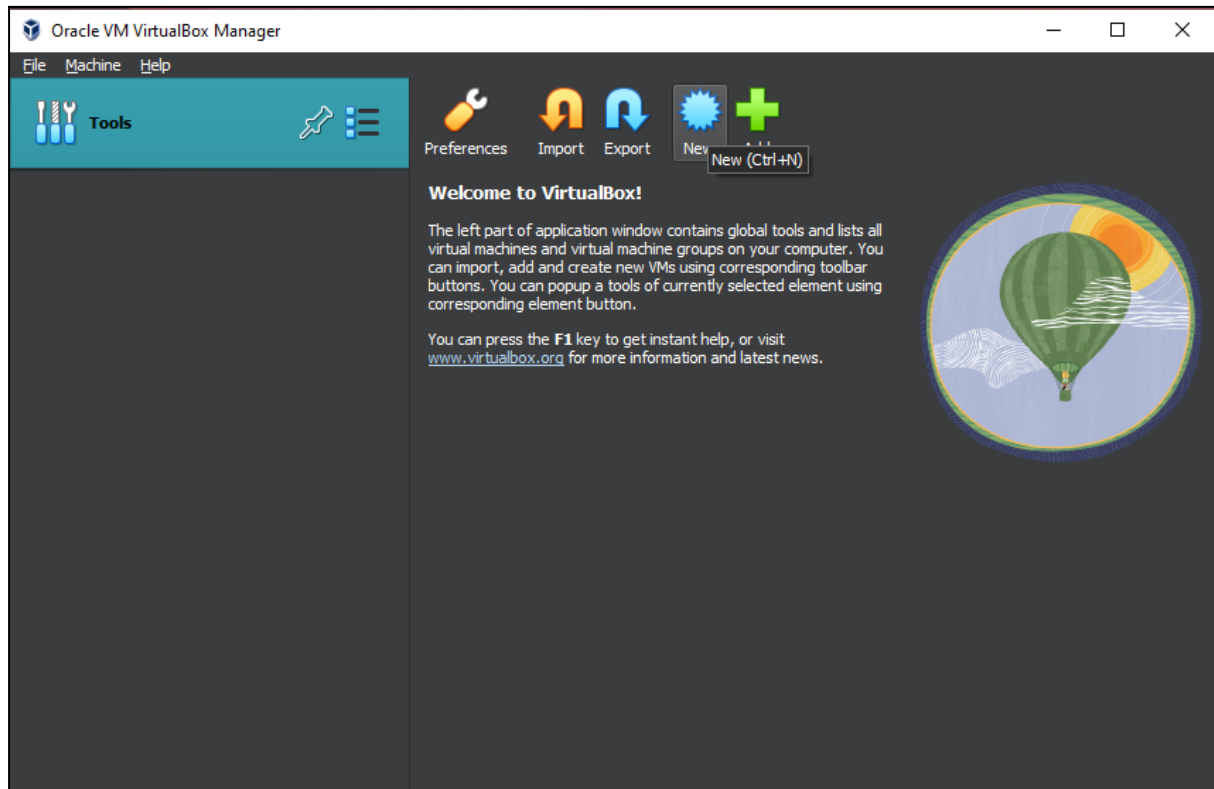 Oracle VM VirtualBox Manager
File Machine Help
Tools
Preferences Import Export New
New (Ctrl+N)
Welcome to VirtualBox!
The left part of application window contains global tools and lists all
virtual machines and virtual machine groups on your computer. You
can import, add and create new VMs using corresponding toolbar
buttons. You can popup a tools of currently selected element using
corresponding element button.
You can press the F1 key to get instant help, or visit
www.virtualbox.org for more information and latest news.